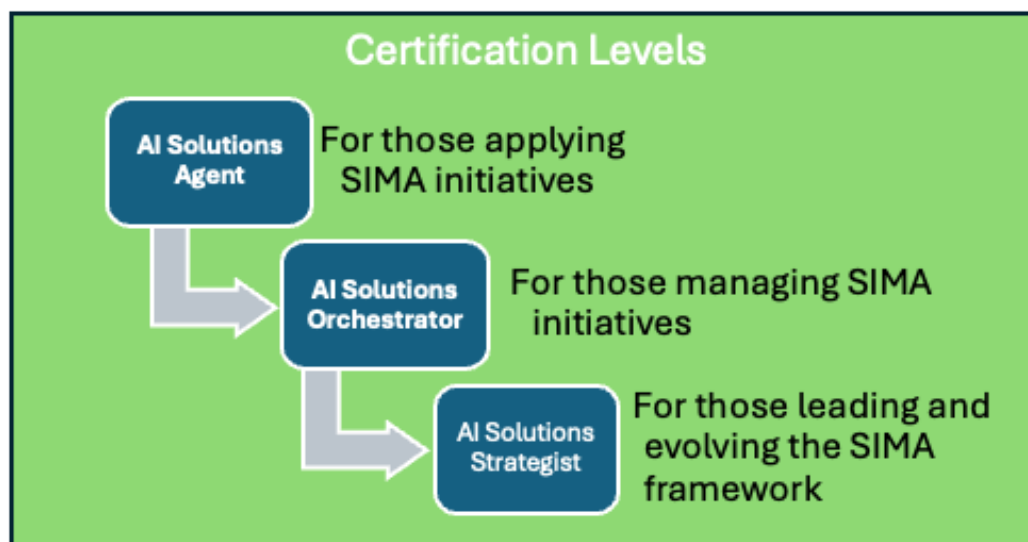 Certification Levels
AI Solutions
Agent
For those applying
SIMA initiatives
AI Solutions
Orchestrator
For those managing SIMA
initiatives
AI Solutions
Strategist
For those leading and
evolving the SIMA
framework